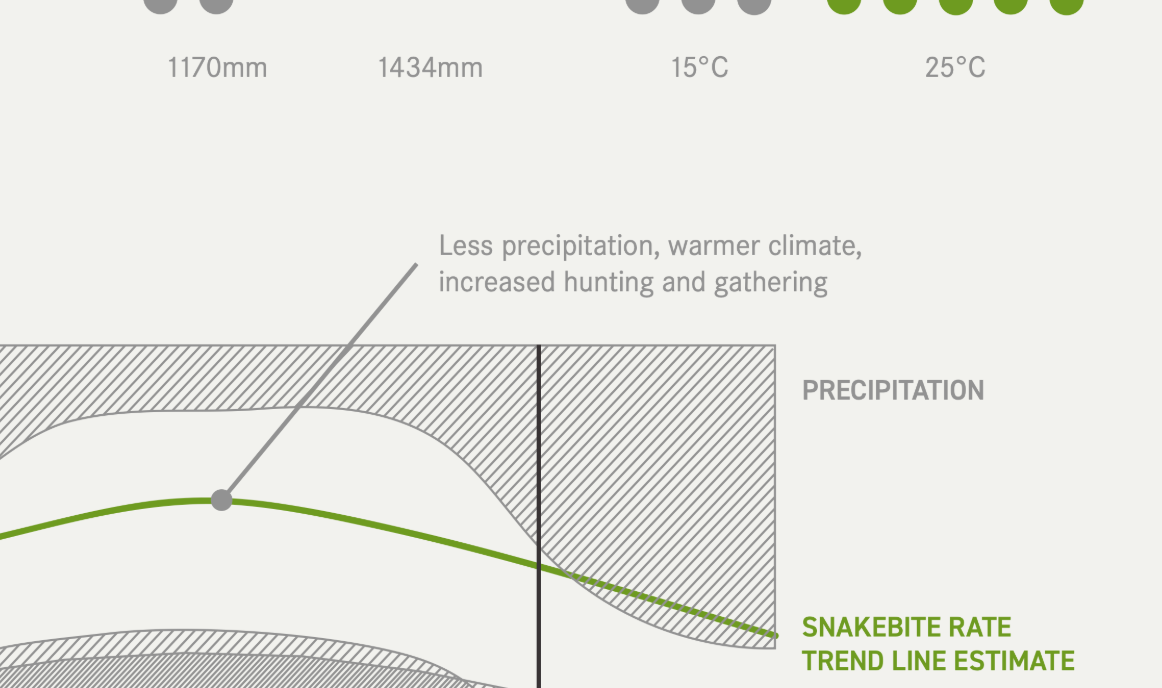 1170mm
1434mm
15°C
25°C
Less precipitation, warmer climate,
increased hunting and gathering
PRECIPITATION
SNAKEBITE RATE
TREND LINE ESTIMATE